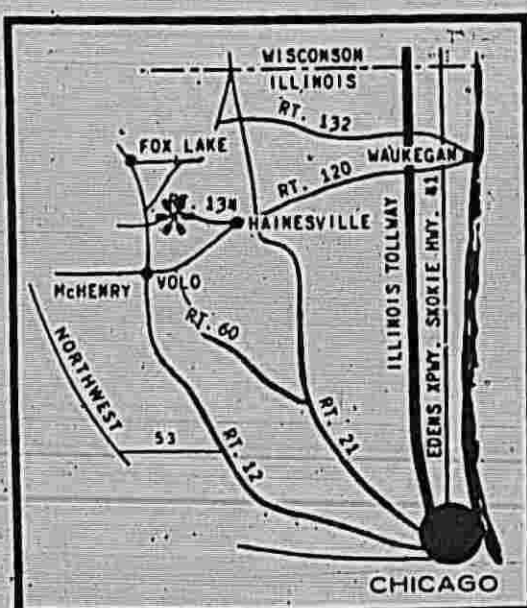 WISCONSON
ILLINOIS
RT. 132
FOX LAKE
WAUKEGAN
RT. 120
RT. 134
HAINESVILLE
ILLINOIS TOLLWAY
EDENS XPWY. SKOKIE HWY. 41
McHENRY
VOLO
RT. 60
NORTHWEST
53
RT. 12
RT. 21
CHICAGO